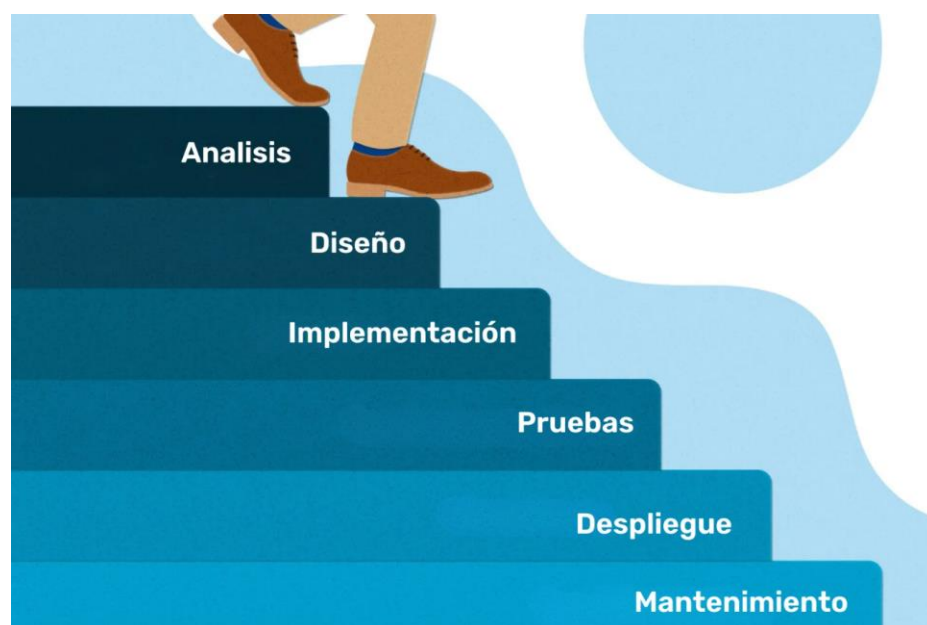 Analisis
Diseño
Implementación
Pruebas
Despliegue
Mantenimiento